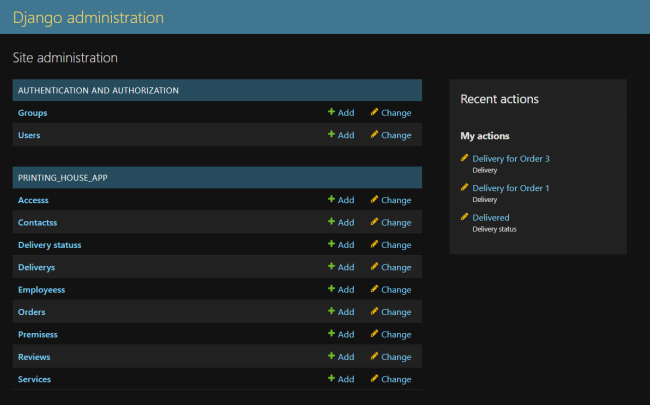 Django administration
Site administration
AUTHENTICATION AND AUTHORIZATION
Groups Add Change
Users Add Change
PRINTING_HOUSE_APP
Accesss Add Change
Contactss Add Change
Delivery statuss Add Change
Deliverys Add Change
Employeess Add Change
Orders Add Change
Premisess Add Change
Reviews Add Change
Services Add Change
Recent actions
My actions
Delivery for Order 3
Delivery
Delivery for Order 1
Delivery
Delivered
Delivery status